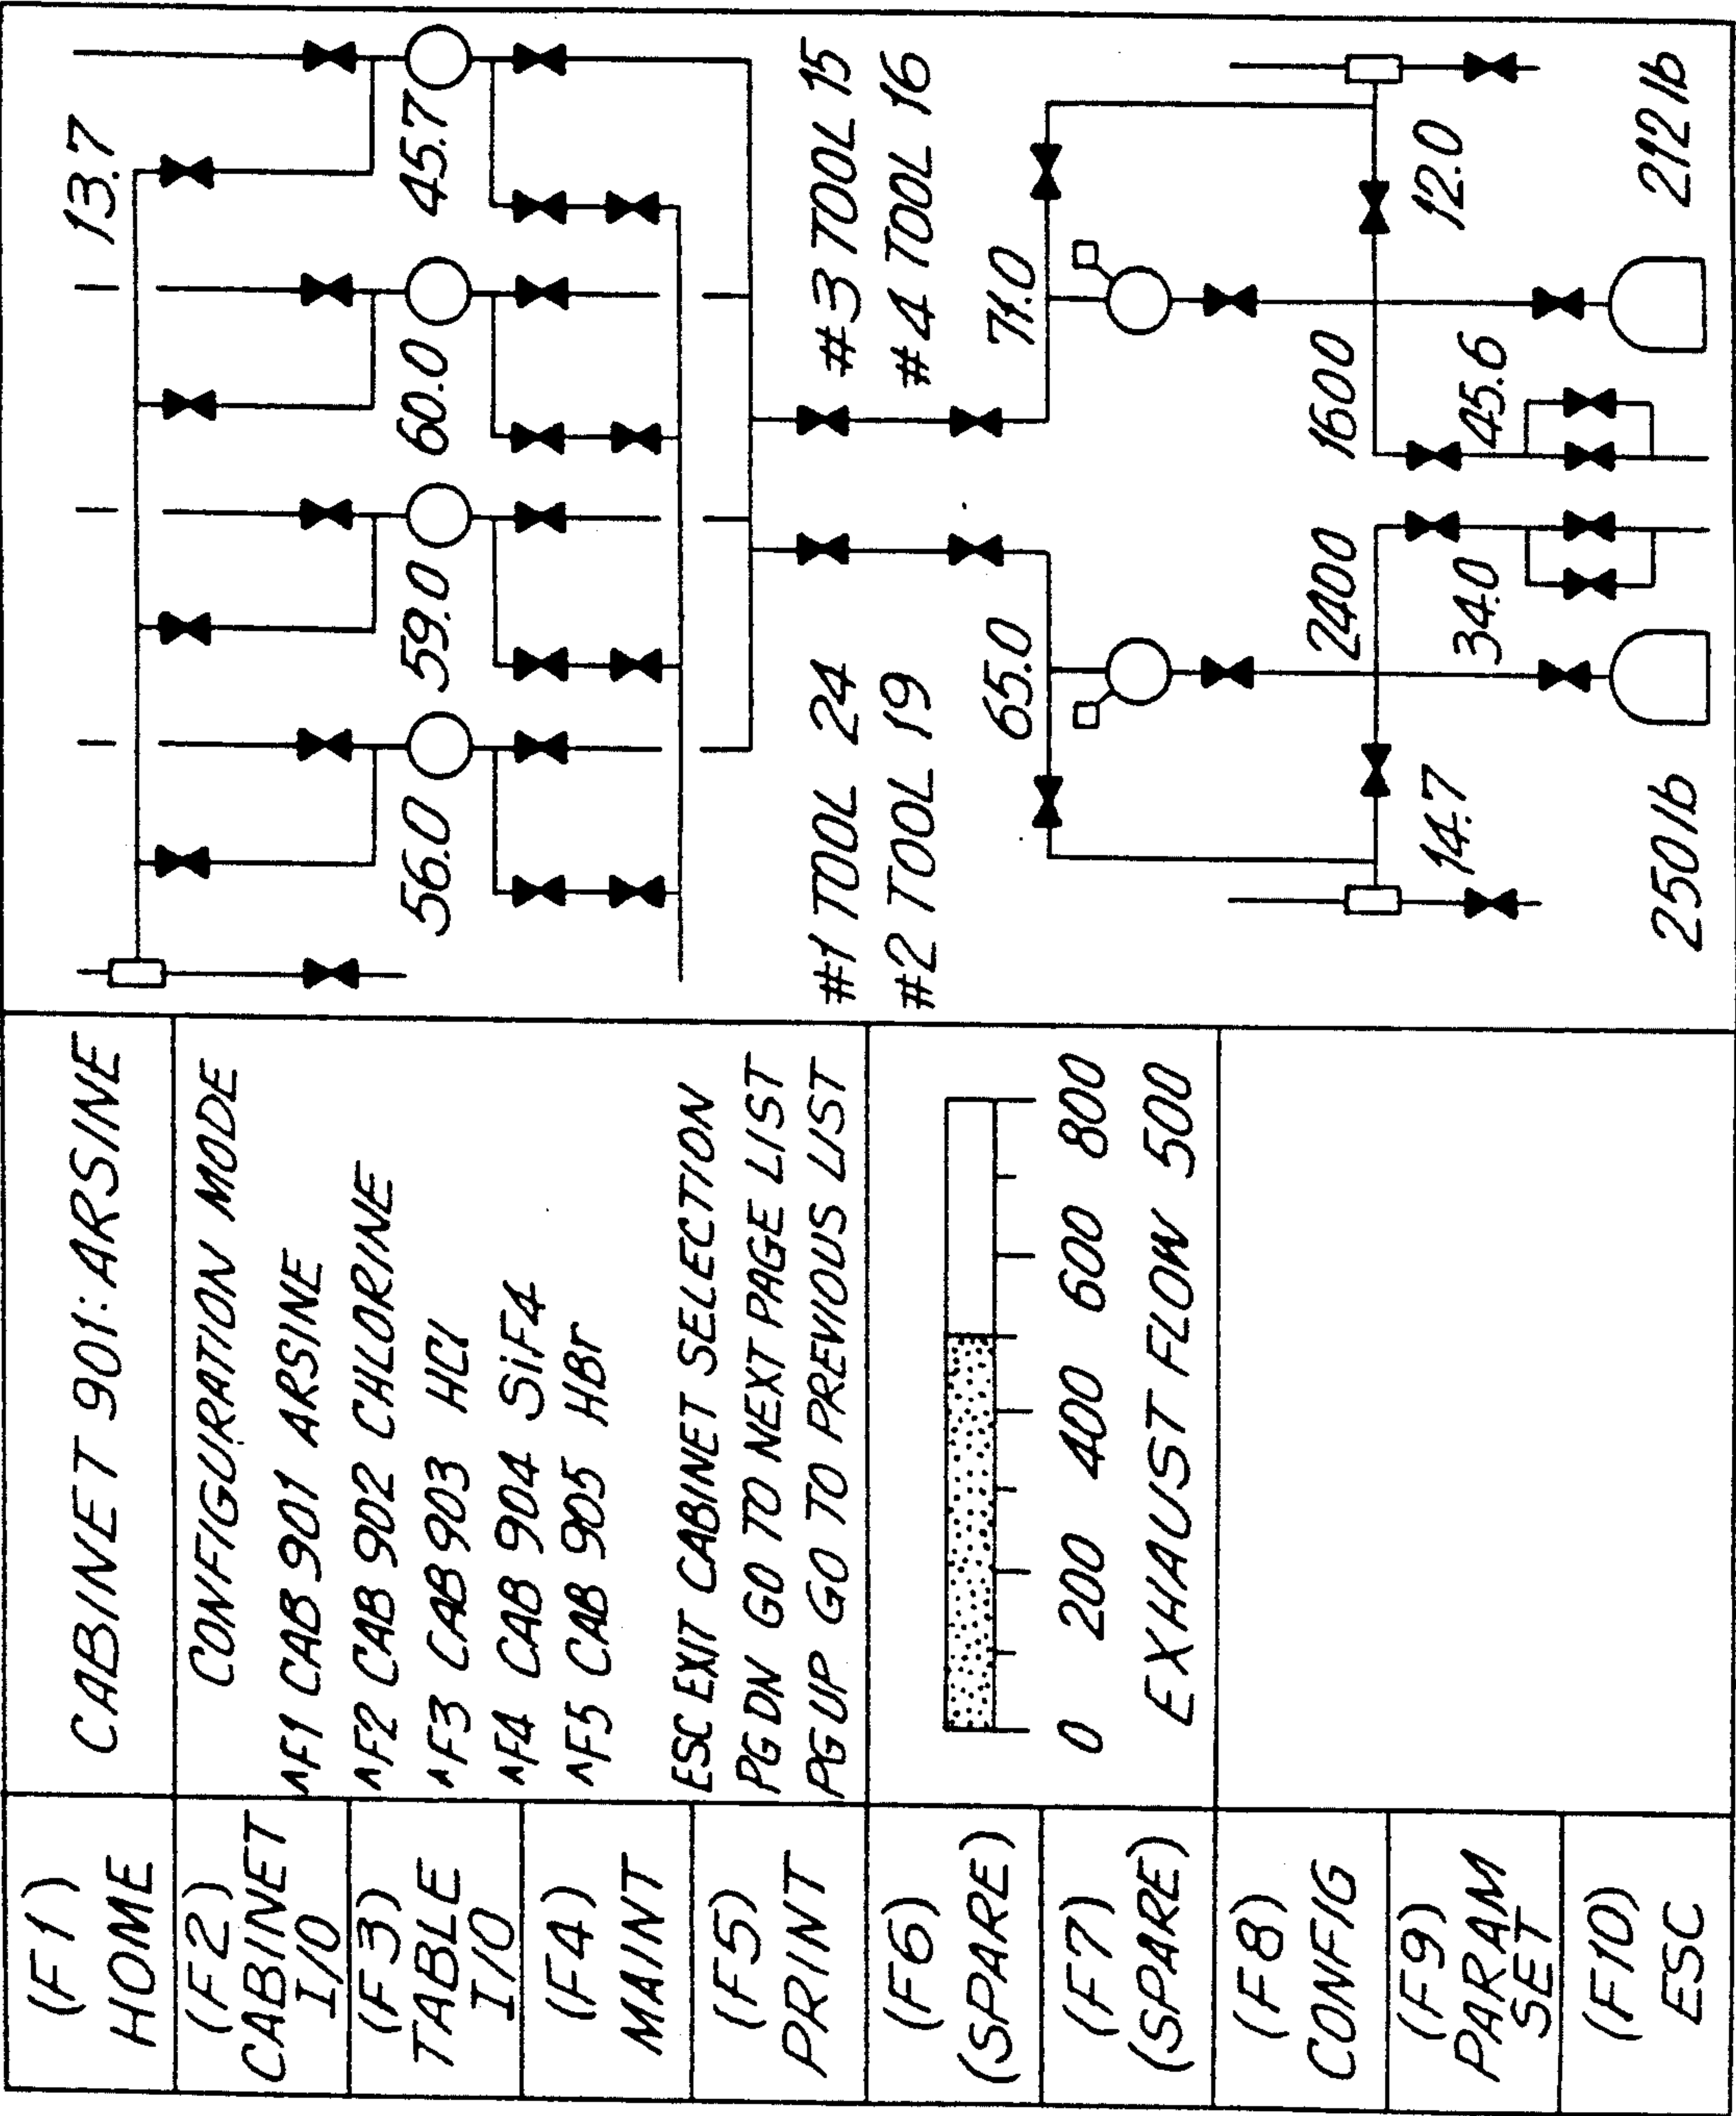 (F1)
HOME
(F2)
CABINET
I/O
(F3)
TABLE
I/O
(F4)
MAINT
(F5)
PRINT
(F6)
(SPARE)
(F7)
(SPARE)
(F8)
CONFIG
(F9)
PARAM
SET
(F10)
ESC
CABINET 901: ARSINE
CONFIGURATION MODE
^F1 CAB 901 ARSINE
^F2 CAB 902 CHLORINE
^F3 CAB 903 HCl
^F4 CAB 904 SiF4
^F5 CAB 905 HBr
ESC EXIT CABINET SELECTION
PG DN GO TO NEXT PAGE LIST
PG UP GO TO PREVIOUS LIST
0 200 400 600 800
EXHAUST FLOW 500
13.7
56.0 59.0 60.0 45.7
#1 TOOL 24 #3 TOOL 15
#2 TOOL 19 #4 TOOL 16
65.0 71.0
2400 1600
14.7 34.0 45.6 12.0
250 lb 212 lb